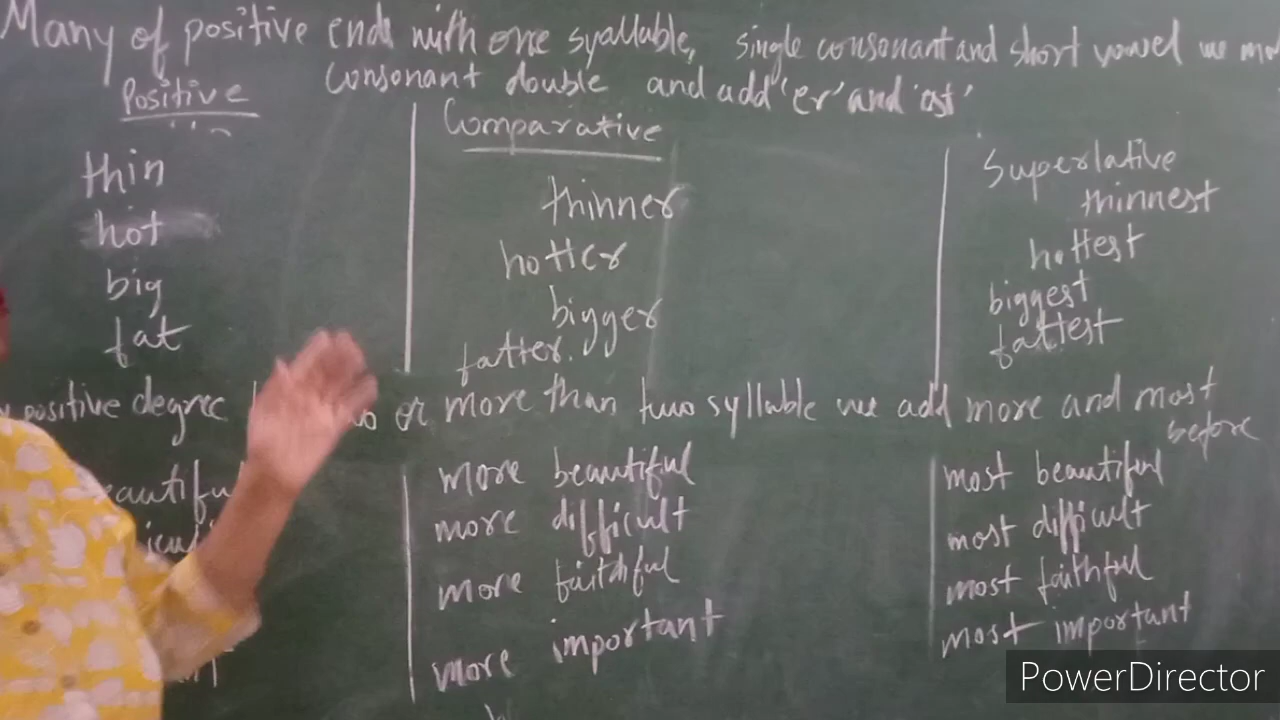 Many of positive ends with one syallable, single consonant and short vowel we
consonant double and add 'er' and 'est'
Positive Comparative Superlative
thin thinner thinnest
hot hotter hottest
big bigger biggest
fat fatter. fattest
positive degree or more than two syllable we add more and most
before
more beautiful most beautiful
more difficult most difficult
more faithful most faithful
more important most important
PowerDirector